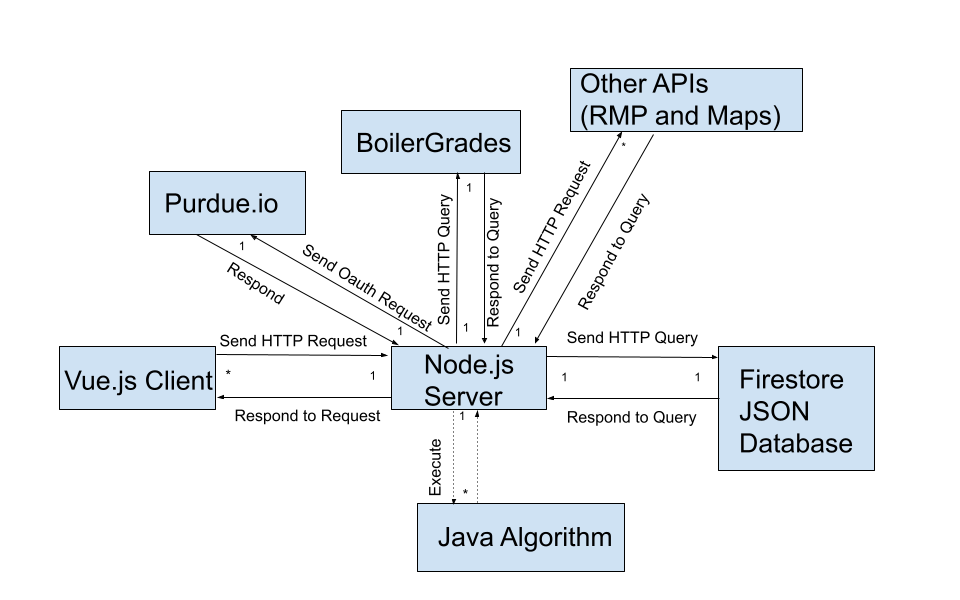 Other APIs
(RMP and Maps)
*
BoilerGrades
1
Purdue.io
1
Send HTTP Request
Respond to Query
Send HTTP Query
Respond to Query
Send Oauth Request
Respond
1
1
1
Send HTTP Request
Send HTTP Query
Vue.js Client
*
1
Node.js
Server
1
1
Firestore
JSON
Database
Respond to Request
Respond to Query
1
Execute
*
Java Algorithm